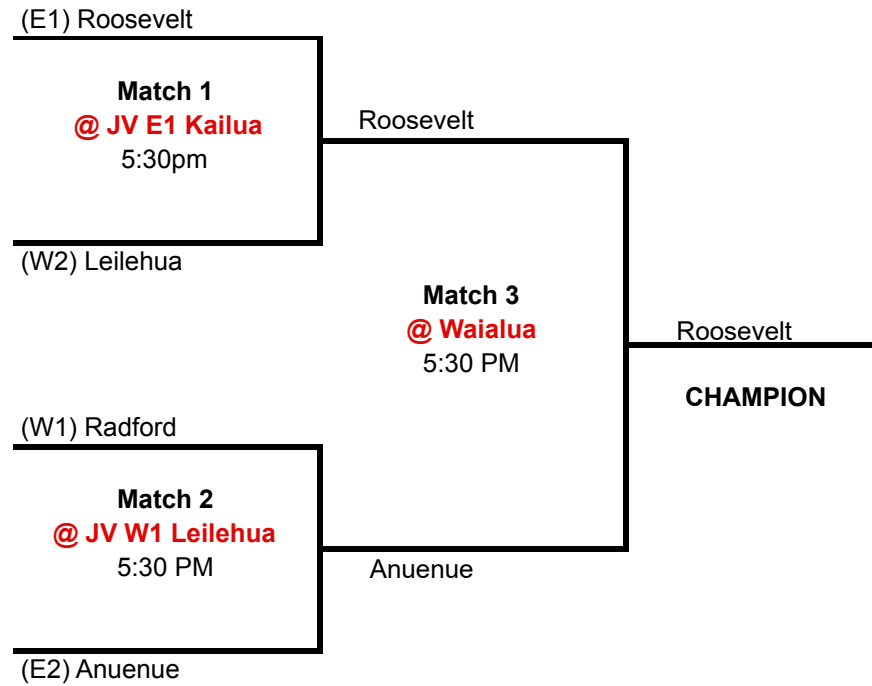 (E1) Roosevelt
Match 1
@ JV E1 Kailua
5:30pm
Roosevelt
(W2) Leilehua
Match 3
@ Waialua
5:30 PM
Roosevelt
CHAMPION
(W1) Radford
Match 2
@ JV W1 Leilehua
5:30 PM
Anuenue
(E2) Anuenue